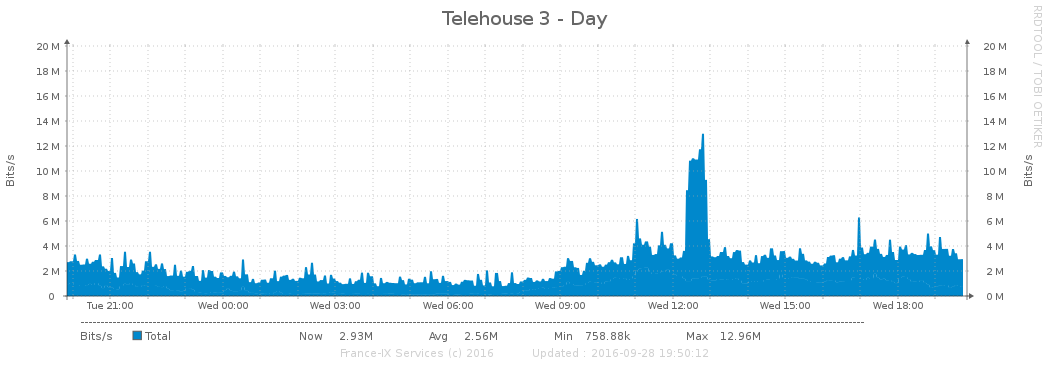 Telehouse 3 - Day
RRDTOOL / TOBI OETIKER
Bits/s
20 M
18 M
16 M
14 M
12 M
10 M
8 M
6 M
4 M
2 M
0
20 M
18 M
16 M
14 M
12 M
10 M
8 M
6 M
4 M
2 M
0 M
Bits/s
Tue 21:00 Wed 00:00 Wed 03:00 Wed 06:00 Wed 09:00 Wed 12:00 Wed 15:00 Wed 18:00
Bits/s Total Now 2.93M Avg 2.56M Min 758.88k Max 12.96M
France-IX Services (c) 2016 Updated : 2016-09-28 19:50:12